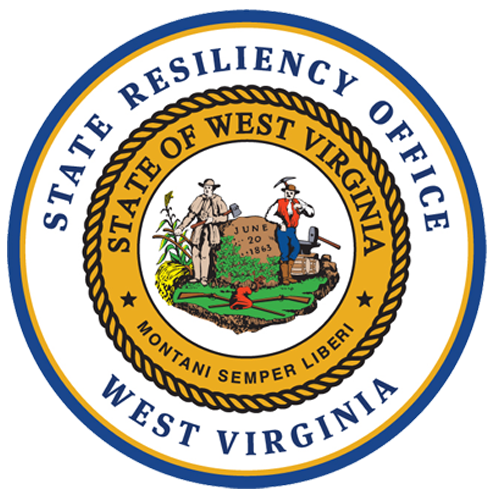 STATE RESILIENCY OFFICE
STATE OF WEST VIRGINIA
JUNE
20
1863
MONTANI SEMPER LIBERI
WEST VIRGINIA